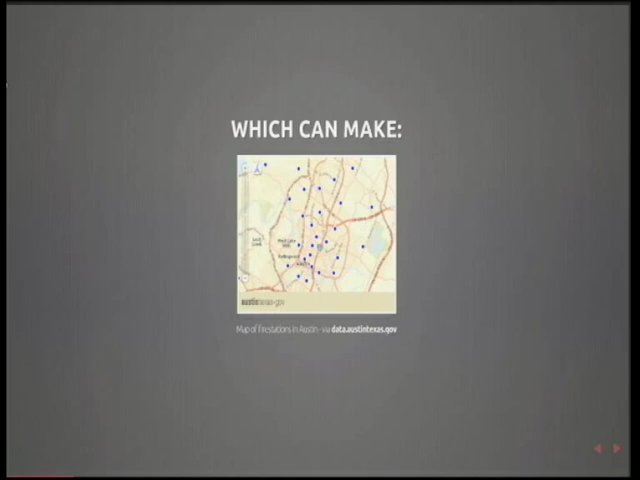 WHICH CAN MAKE:
austintexas.gov
Map of firestations in Austin - via data.austintexas.gov